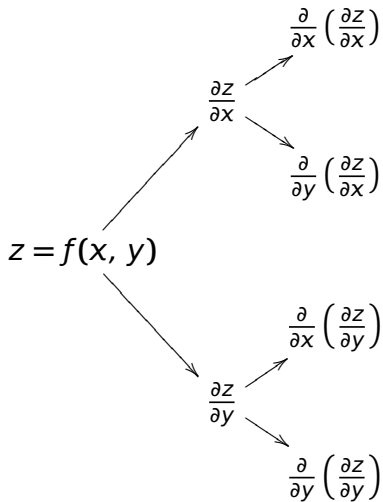 ∂/∂x (∂z/∂x)
∂z/∂x
∂/∂y (∂z/∂x)
z = f(x, y)
∂/∂x (∂z/∂y)
∂z/∂y
∂/∂y (∂z/∂y)